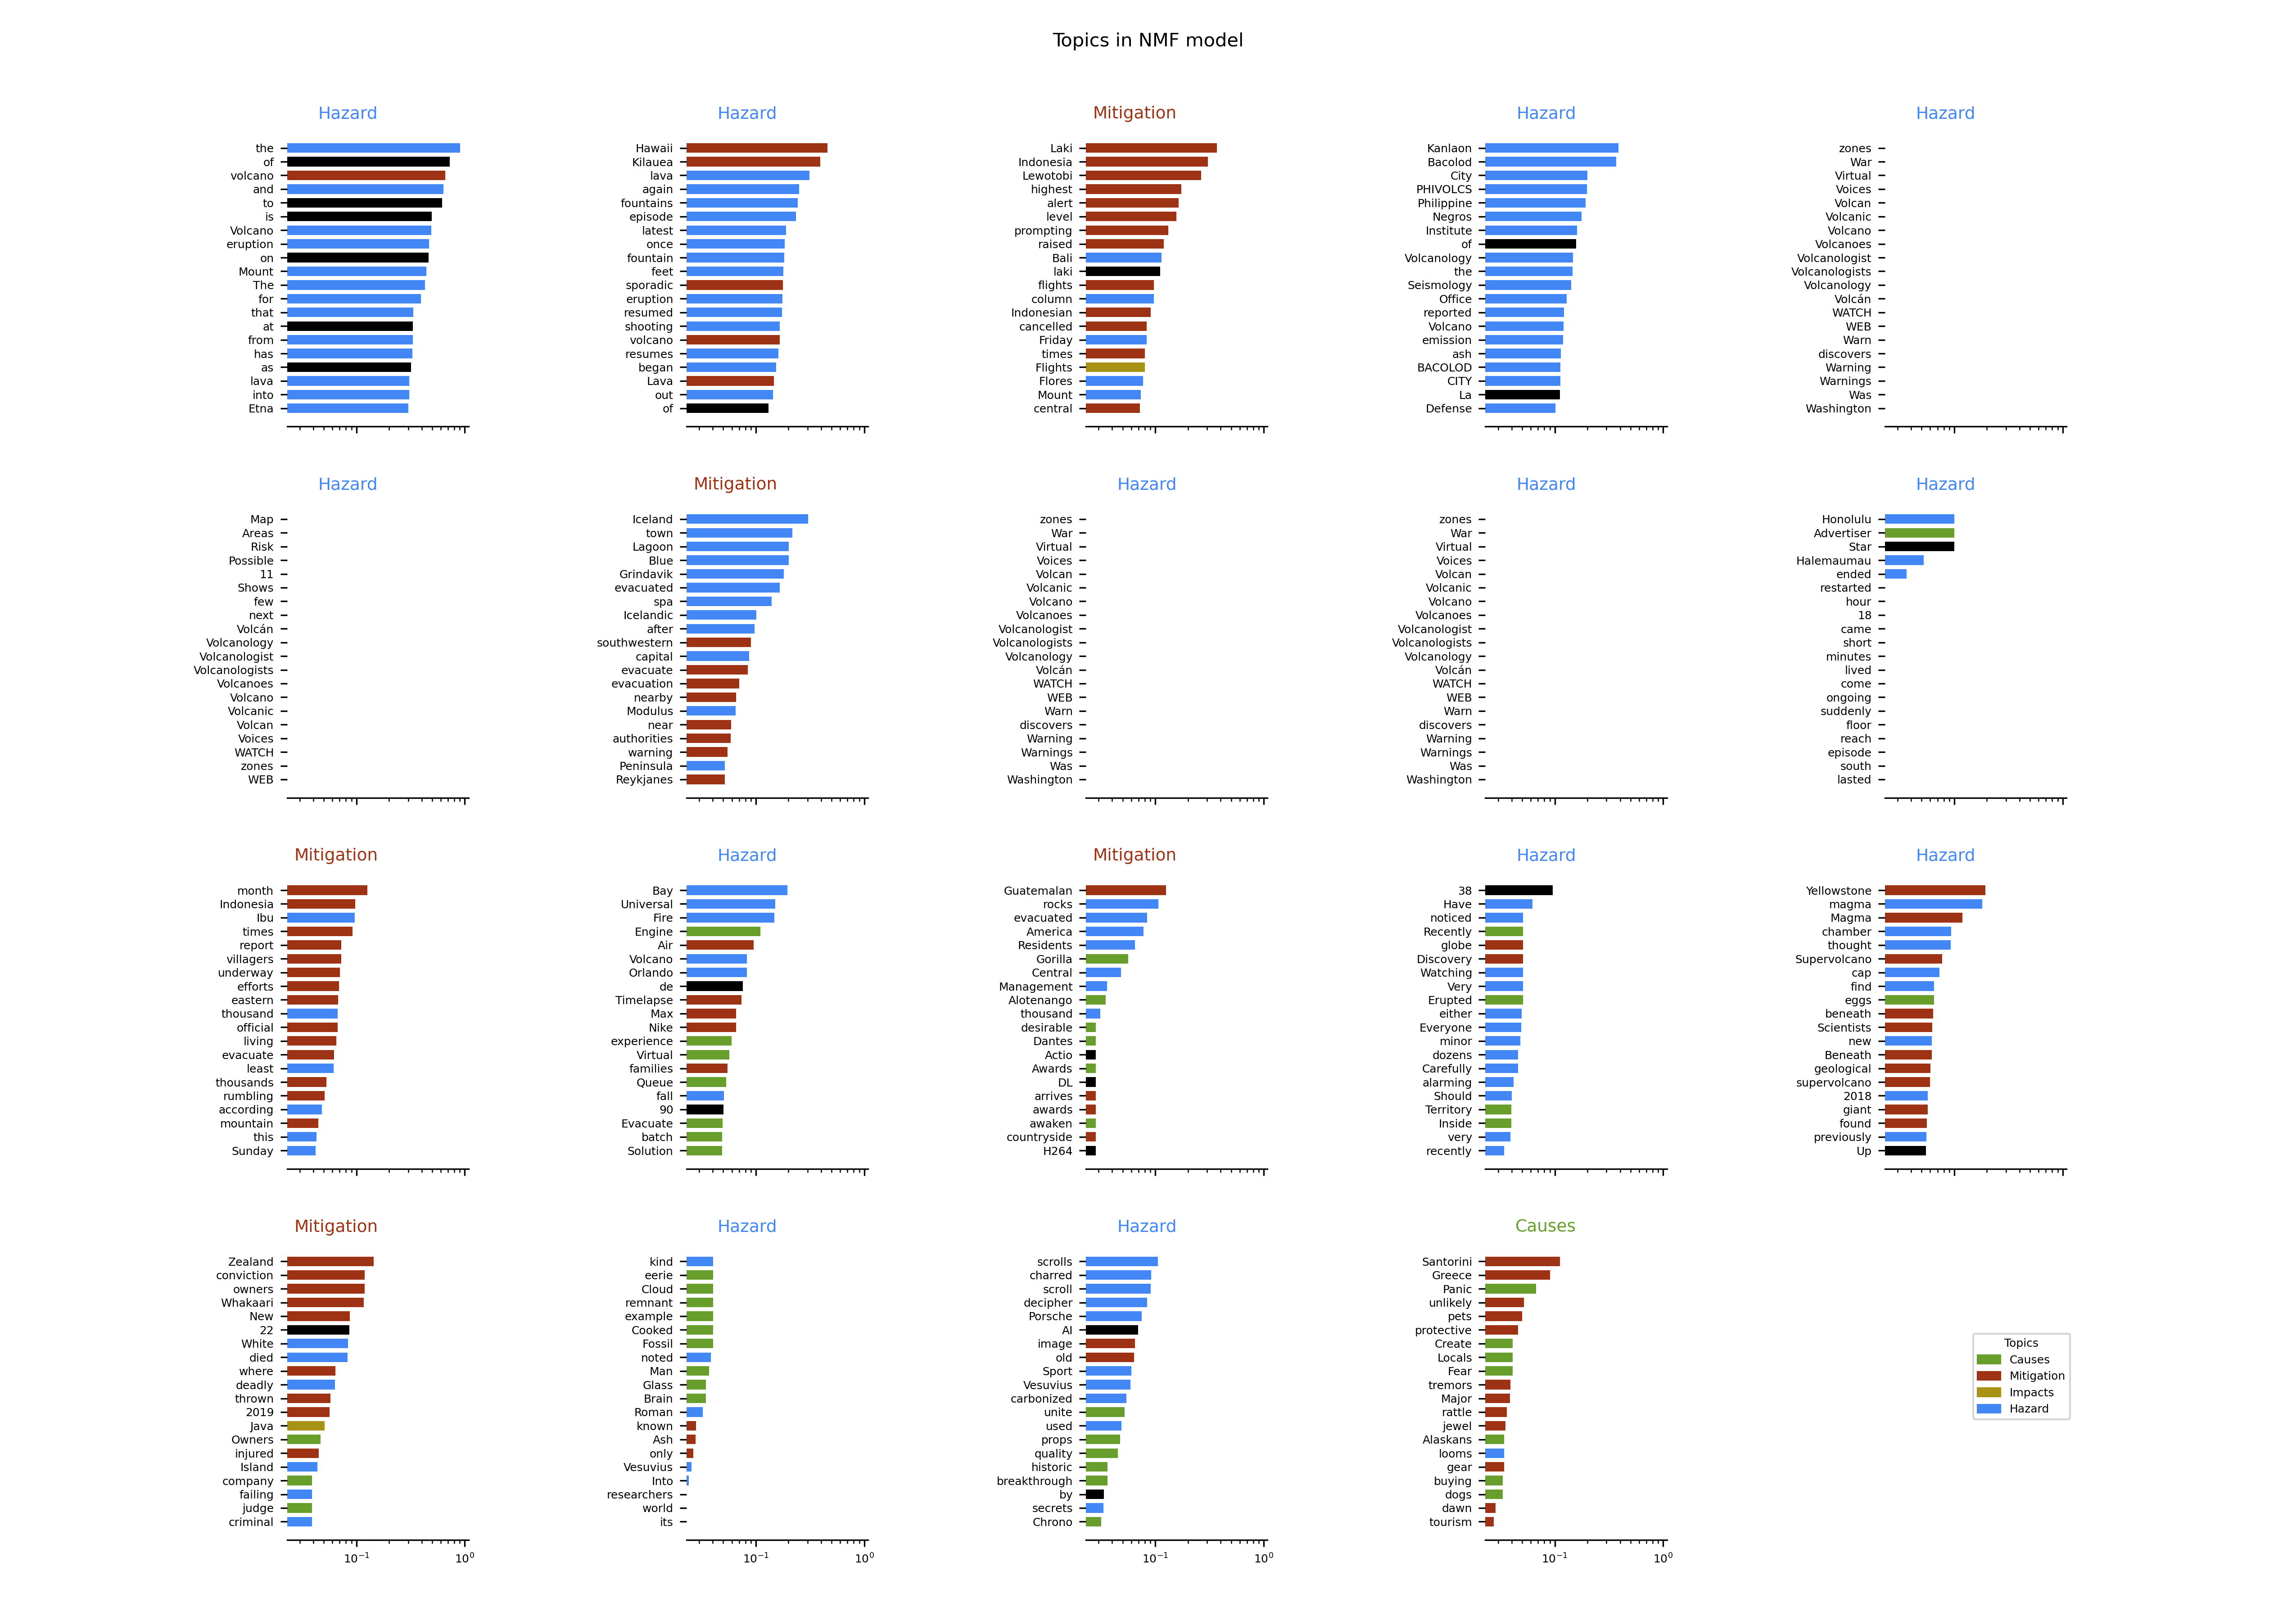 Topics in NMF model
Hazard
the
of
volcano
and
to
is
Volcano
eruption
on
Mount
The
for
that
at
from
has
as
lava
into
Etna
Hazard
Hawaii
Kilauea
lava
again
fountains
episode
latest
once
fountain
feet
sporadic
eruption
resumed
shooting
volcano
resumes
began
Lava
out
of
Mitigation
Laki
Indonesia
Lewotobi
highest
alert
level
prompting
raised
Bali
laki
flights
column
Indonesian
cancelled
Friday
times
Flights
Flores
Mount
central
Hazard
Kanlaon
Bacolod
City
PHIVOLCS
Philippine
Negros
Institute
of
Volcanology
the
Seismology
Office
reported
Volcano
emission
ash
BACOLOD
CITY
La
Defense
Hazard
zones
War
Virtual
Voices
Volcan
Volcanic
Volcano
Volcanoes
Volcanologist
Volcanologists
Volcanology
Volcán
WATCH
WEB
Warn
discovers
Warning
Warnings
Was
Washington
Hazard
Map
Areas
Risk
Possible
11
Shows
few
next
Volcán
Volcanology
Volcanologist
Volcanologists
Volcanoes
Volcano
Volcanic
Volcan
Voices
WATCH
zones
WEB
Mitigation
Iceland
town
Lagoon
Blue
Grindavik
evacuated
spa
Icelandic
after
southwestern
capital
evacuate
evacuation
nearby
Modulus
near
authorities
warning
Peninsula
Reykjanes
Hazard
zones
War
Virtual
Voices
Volcan
Volcanic
Volcano
Volcanoes
Volcanologist
Volcanologists
Volcanology
Volcán
WATCH
WEB
Warn
discovers
Warning
Warnings
Was
Washington
Hazard
zones
War
Virtual
Voices
Volcan
Volcanic
Volcano
Volcanoes
Volcanologist
Volcanologists
Volcanology
Volcán
WATCH
WEB
Warn
discovers
Warning
Warnings
Was
Washington
Hazard
Honolulu
Advertiser
Star
Halemaumau
ended
restarted
hour
18
came
short
minutes
lived
come
ongoing
suddenly
floor
reach
episode
south
lasted
Mitigation
month
Indonesia
Ibu
times
report
villagers
underway
efforts
eastern
thousand
official
living
evacuate
least
thousands
rumbling
according
mountain
this
Sunday
Hazard
Bay
Universal
Fire
Engine
Air
Volcano
Orlando
de
Timelapse
Max
Nike
experience
Virtual
families
Queue
fall
90
Evacuate
batch
Solution
Mitigation
Guatemalan
rocks
evacuated
America
Residents
Gorilla
Central
Management
Alotenango
thousand
desirable
Dantes
Actio
Awards
DL
arrives
awards
awaken
countryside
H264
Hazard
38
Have
noticed
Recently
globe
Discovery
Watching
Very
Erupted
either
Everyone
minor
dozens
Carefully
alarming
Should
Territory
Inside
very
recently
Hazard
Yellowstone
magma
Magma
chamber
thought
Supervolcano
cap
find
eggs
beneath
Scientists
new
Beneath
geological
supervolcano
2018
giant
found
previously
Up
Mitigation
Zealand
conviction
owners
Whakaari
New
22
White
died
where
deadly
thrown
2019
Java
Owners
injured
Island
company
failing
judge
criminal
10⁻¹ 10⁰
Hazard
kind
eerie
Cloud
remnant
example
Cooked
Fossil
noted
Man
Glass
Brain
Roman
known
Ash
only
Vesuvius
Into
researchers
world
its
10⁻¹ 10⁰
Hazard
scrolls
charred
scroll
decipher
Porsche
AI
image
old
Sport
Vesuvius
carbonized
unite
used
props
quality
historic
breakthrough
by
secrets
Chrono
10⁻¹ 10⁰
Causes
Santorini
Greece
Panic
unlikely
pets
protective
Create
Locals
Fear
tremors
Major
rattle
jewel
Alaskans
looms
gear
buying
dogs
dawn
tourism
10⁻¹ 10⁰
Topics
Causes
Mitigation
Impacts
Hazard